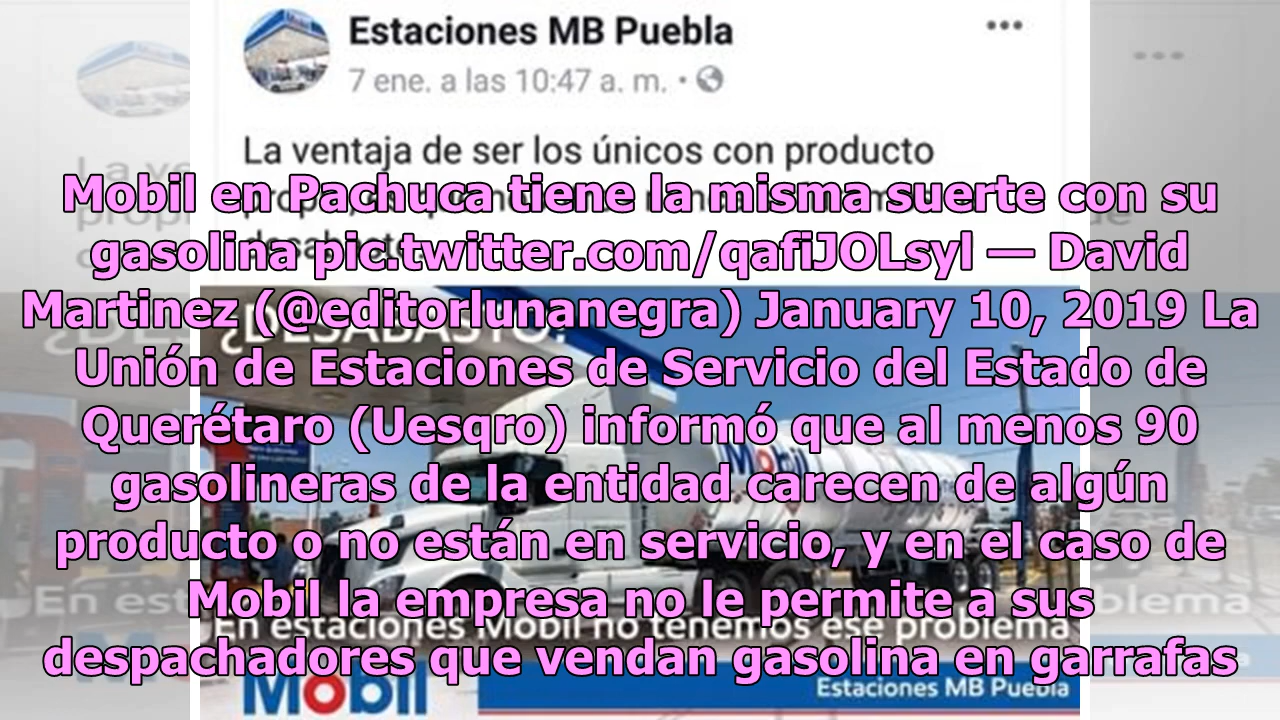 Estaciones MB Puebla
7 ene. a las 10:47 a. m.
La ventaja de ser los únicos con producto
Mobil en Pachuca tiene la misma suerte con su
gasolina pic.twitter.com/qafiJOLsyl — David
Martinez (@editorlunanegra) January 10, 2019 La
Unión de Estaciones de Servicio del Estado de
Querétaro (Uesqro) informó que al menos 90
gasolineras de la entidad carecen de algún
producto o no están en servicio, y en el caso de
Mobil la empresa no le permite a sus
despachadores que vendan gasolina en garrafas
¿DESABASTO?
Mobil
En estaciones Mobil no tenemos ese problema
Mobil
Estaciones MB Puebla